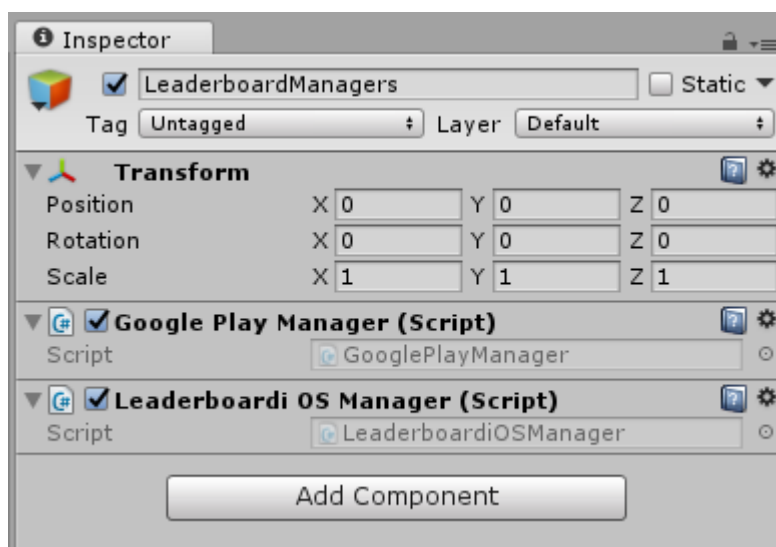 Inspector
LeaderboardManagers Static
Tag Untagged Layer Default
Transform
Position X 0 Y 0 Z 0
Rotation X 0 Y 0 Z 0
Scale X 1 Y 1 Z 1
Google Play Manager (Script)
Script GooglePlayManager
Leaderboardi OS Manager (Script)
Script LeaderboardiOSManager
Add Component